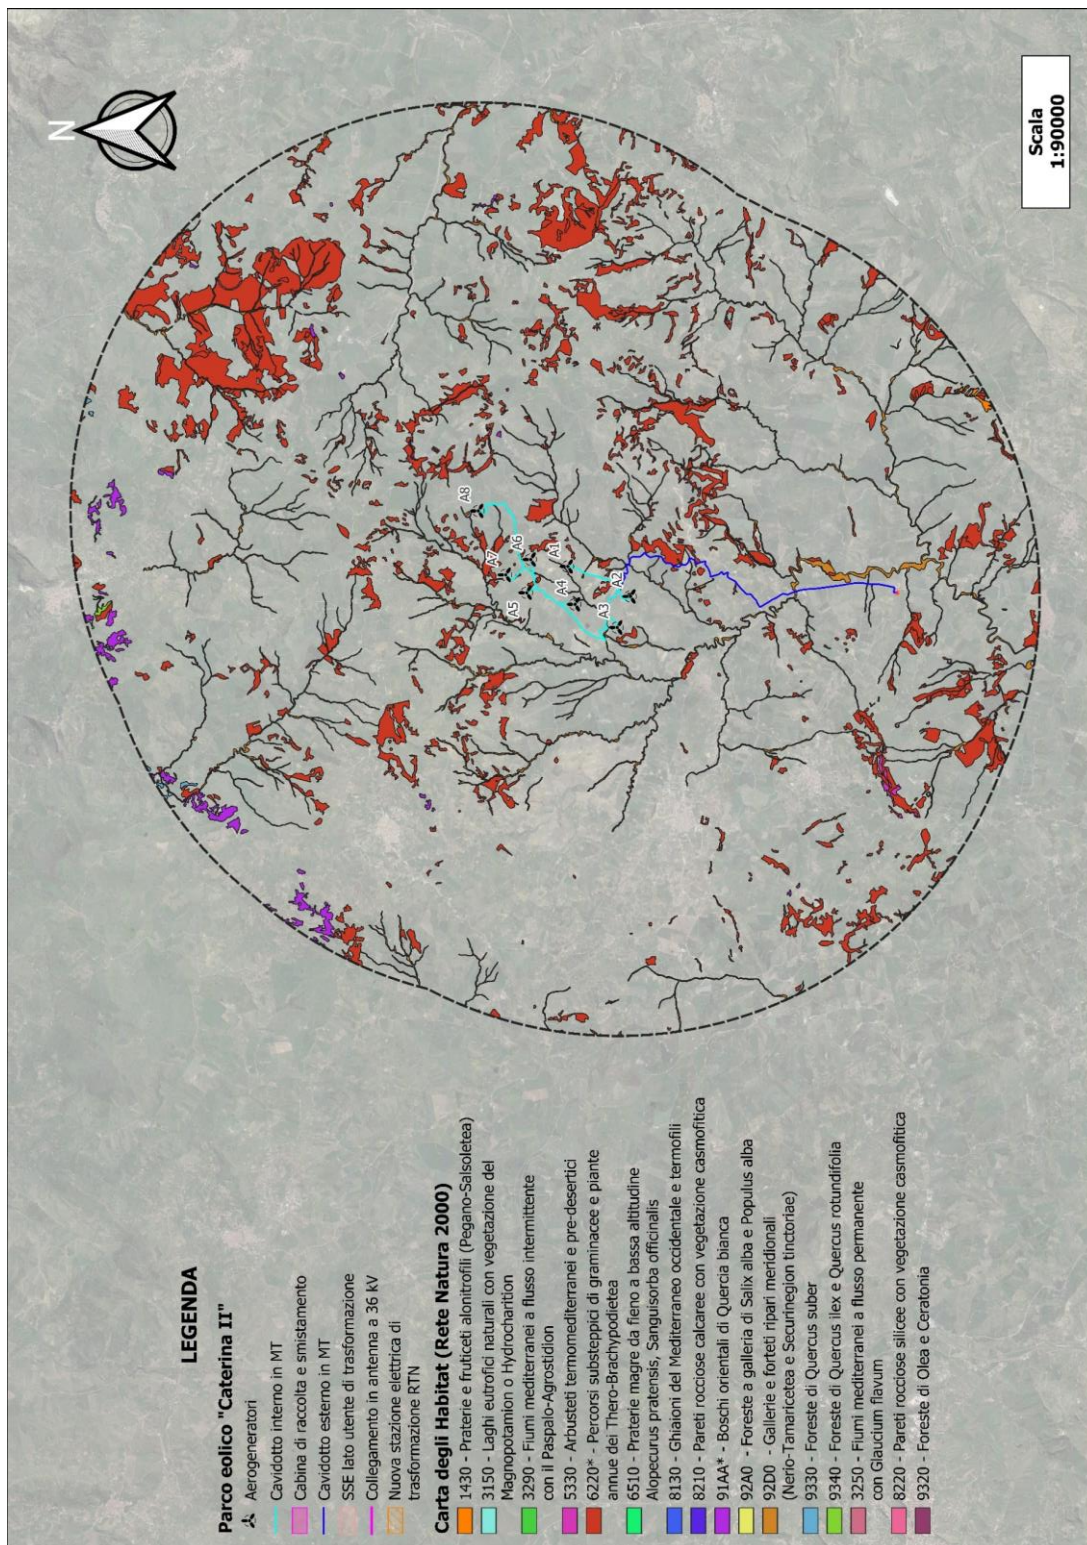 N
Scala
1:90000
A8
A7
A6
A5
A1
A4
A2
A3
LEGENDA
Parco eolico "Caterina II"
Aerogeneratori
Cavidotto interno in MT
Cabina di raccolta e smistamento
Cavidotto esterno in MT
SSE lato utente di trasformazione
Collegamento in antenna a 36 kV
Nuova stazione elettrica di
trasformazione RTN
Carta degli Habitat (Rete Natura 2000)
1430 - Praterie e fruticeti alonitrofili (Pegano-Salsoletea)
3150 - Laghi eutrofici naturali con vegetazione del
Magnopotamion o Hydrocharition
3290 - Fiumi mediterranei a flusso intermittente
con il Paspalo-Agrostidion
5330 - Arbusteti termomediterranei e pre-desertici
6220* - Percorsi substeppici di graminacee e piante
annue dei Thero-Brachypodietea
6510 - Praterie magre da fieno a bassa altitudine
Alopecurus pratensis, Sanguisorba officinalis
8130 - Ghiaioni del Mediterraneo occidentale e termofili
8210 - Pareti rocciose calcaree con vegetazione casmofitica
91AA* - Boschi orientali di Quercia bianca
92A0 - Foreste a galleria di Salix alba e Populus alba
92D0 - Gallerie e forteti ripari meridionali
(Nerio-Tamaricetea e Securinegion tinctoriae)
9330 - Foreste di Quercus suber
9340 - Foreste di Quercus ilex e Quercus rotundifolia
3250 - Fiumi mediterranei a flusso permanente
con Glaucium flavum
8220 - Pareti rocciose silicee con vegetazione casmofitica
9320 - Foreste di Olea e Ceratonia